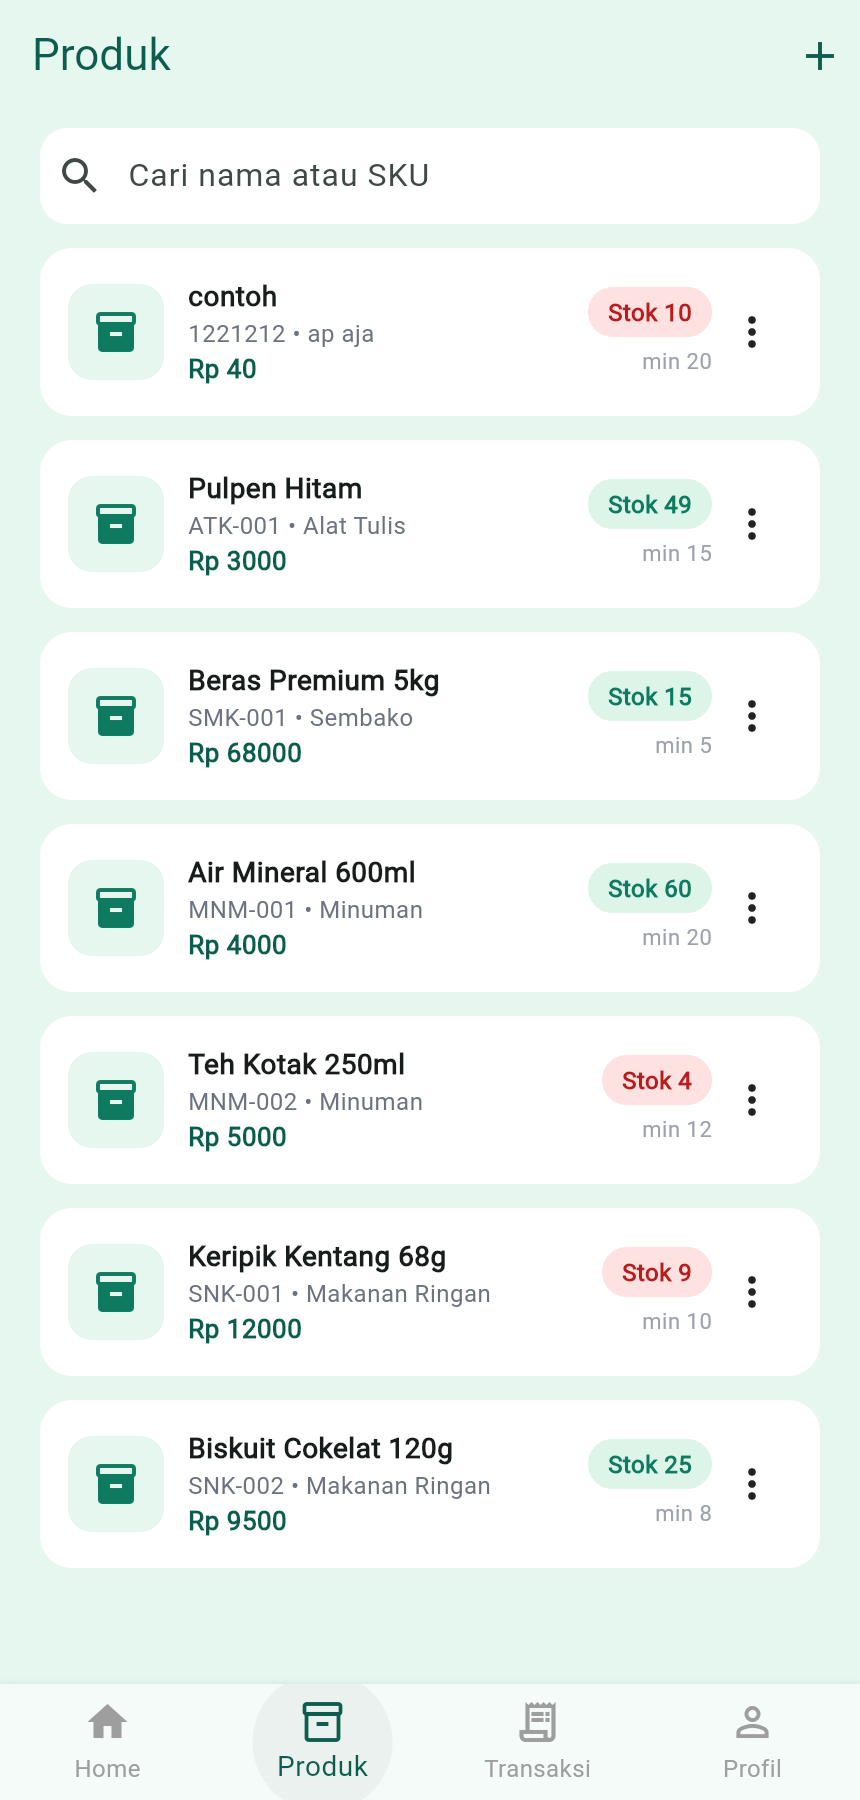 Produk
Cari nama atau SKU
contoh
1221212 • ap aja
Rp 40
Stok 10
min 20
Pulpen Hitam
ATK-001 • Alat Tulis
Rp 3000
Stok 49
min 15
Beras Premium 5kg
SMK-001 • Sembako
Rp 68000
Stok 15
min 5
Air Mineral 600ml
MNM-001 • Minuman
Rp 4000
Stok 60
min 20
Teh Kotak 250ml
MNM-002 • Minuman
Rp 5000
Stok 4
min 12
Keripik Kentang 68g
SNK-001 • Makanan Ringan
Rp 12000
Stok 9
min 10
Biskuit Cokelat 120g
SNK-002 • Makanan Ringan
Rp 9500
Stok 25
min 8
Home
Produk
Transaksi
Profil